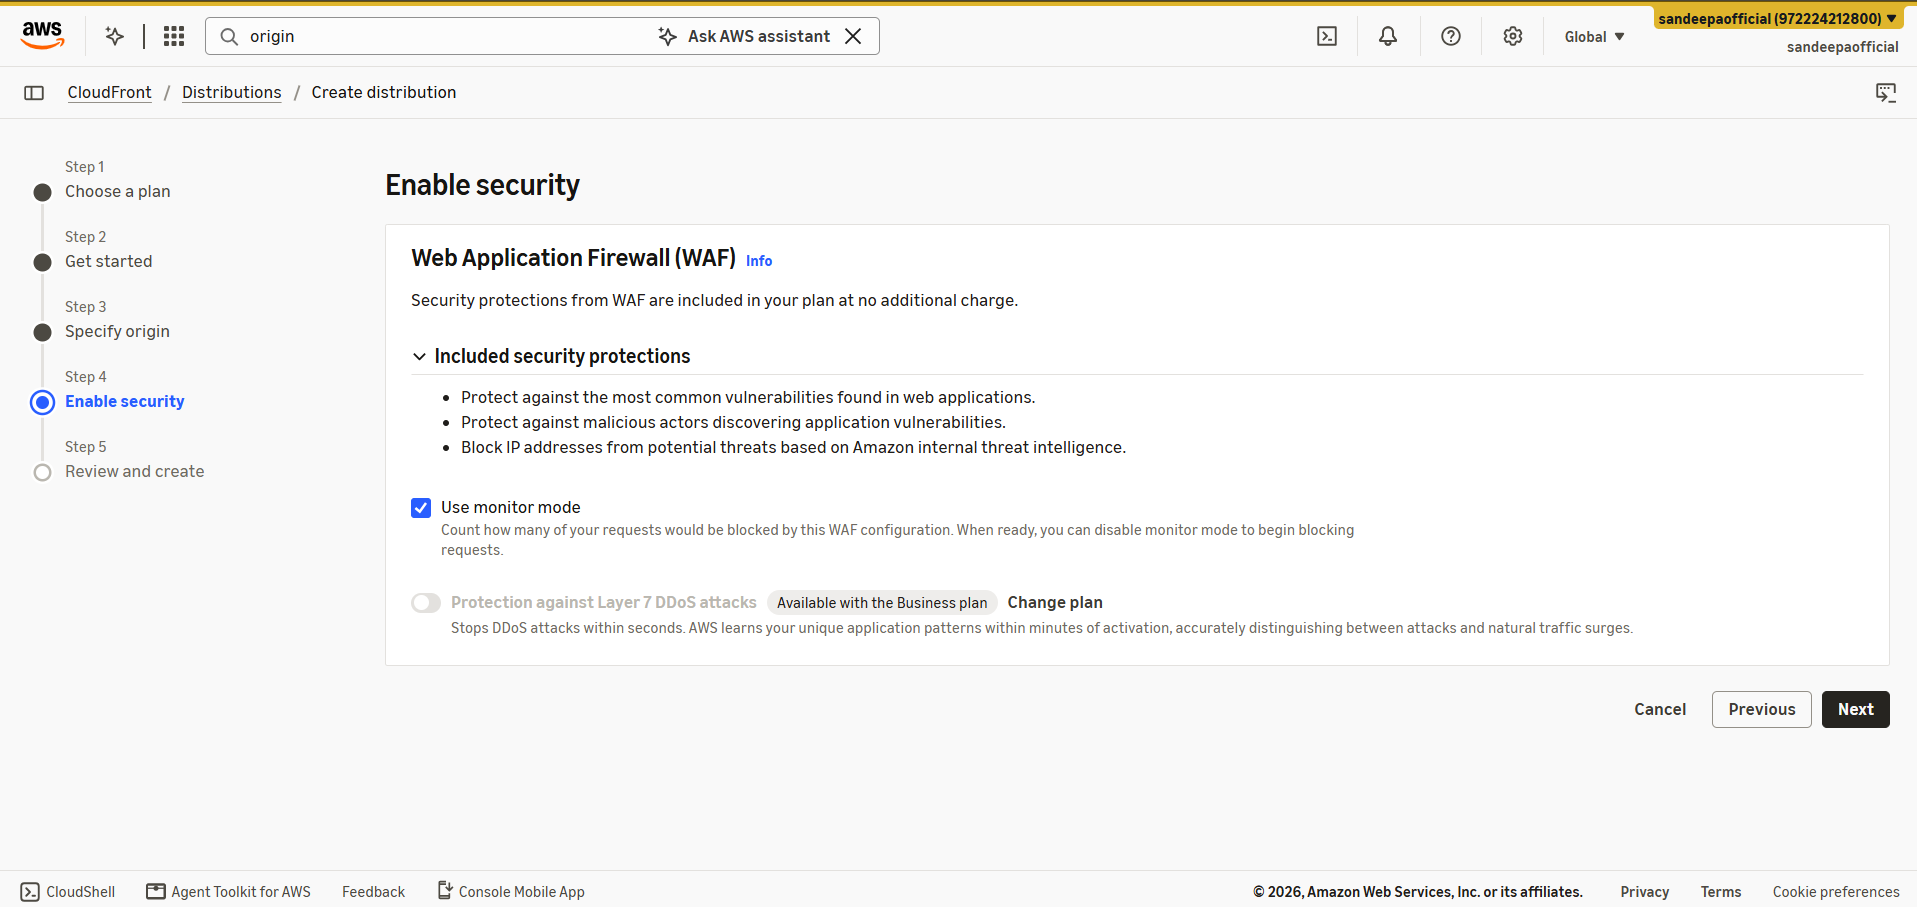 sandeepaofficial (972224212800)
aws
origin
Ask AWS assistant
Global
sandeepaofficial
CloudFront / Distributions / Create distribution
Step 1
Choose a plan
Step 2
Get started
Step 3
Specify origin
Step 4
Enable security
Step 5
Review and create
Enable security
Web Application Firewall (WAF) Info
Security protections from WAF are included in your plan at no additional charge.
Included security protections
• Protect against the most common vulnerabilities found in web applications.
• Protect against malicious actors discovering application vulnerabilities.
• Block IP addresses from potential threats based on Amazon internal threat intelligence.
Use monitor mode
Count how many of your requests would be blocked by this WAF configuration. When ready, you can disable monitor mode to begin blocking
requests.
Protection against Layer 7 DDoS attacks Available with the Business plan Change plan
Stops DDoS attacks within seconds. AWS learns your unique application patterns within minutes of activation, accurately distinguishing between attacks and natural traffic surges.
Cancel Previous Next
CloudShell Agent Toolkit for AWS Feedback Console Mobile App © 2026, Amazon Web Services, Inc. or its affiliates. Privacy Terms Cookie preferences